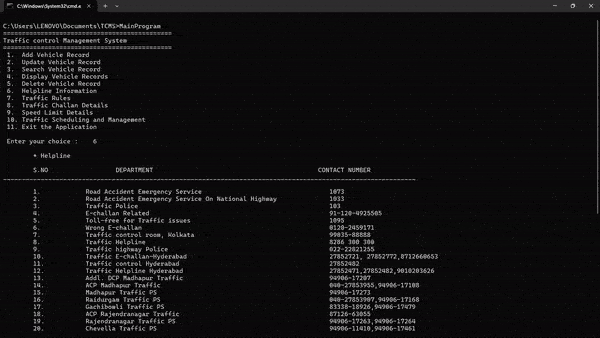 C:\Windows\System32\cmd.e
C:\Users\LENOVO\Documents\TCMS>MainProgram
============================================
Traffic control Management System
============================================
1. Add Vehicle Record
2. Update Vehicle Record
3. Search Vehicle Record
4. Display Vehicle Records
5. Delete Vehicle Record
6. Helpline Information
7. Traffic Rules
8. Traffic Challan Details
9. Speed Limit Details
10. Traffic Scheduling and Management
11. Exit the Application
Enter your choice : 6
* Helpline
S.NO DEPARTMENT CONTACT NUMBER
1. Road Accident Emergency Service 1073
2. Road Accident Emergency Service On National Highway 1033
3. Traffic Police 103
4. E-challan Related 91-120-4925505
5. Toll-free for Traffic issues 1095
6. Wrong E-challan 0120-2459171
7. Traffic control room, Kolkata 99035-88888
8. Traffic Helpline 8286 300 300
9. Traffic highway Police 022-22821255
10. Traffic E-challan-Hyderabad 27852721, 27852772,8712660653
11. Traffic control Hyderabad 27852482
12. Traffic Helpline Hyderabad 27852471,27852482,9010203626
13. Addl. DCP Madhapur Traffic 94906-17207
14. ACP Madhapur Traffic 040-27853955,94906-17108
15. Madhapur Traffic PS 94906-17273
16. Raidurgam Traffic PS 040-27853907,94906-17168
17. Gachibowli Traffic PS 83338-18926,94906-17479
18. ACP Rajendranagar Traffic 87126-63055
19. Rajendranagar Traffic PS 94906-17263,94906-17264
20. Chevella Traffic PS 94906-11410,94906-17461